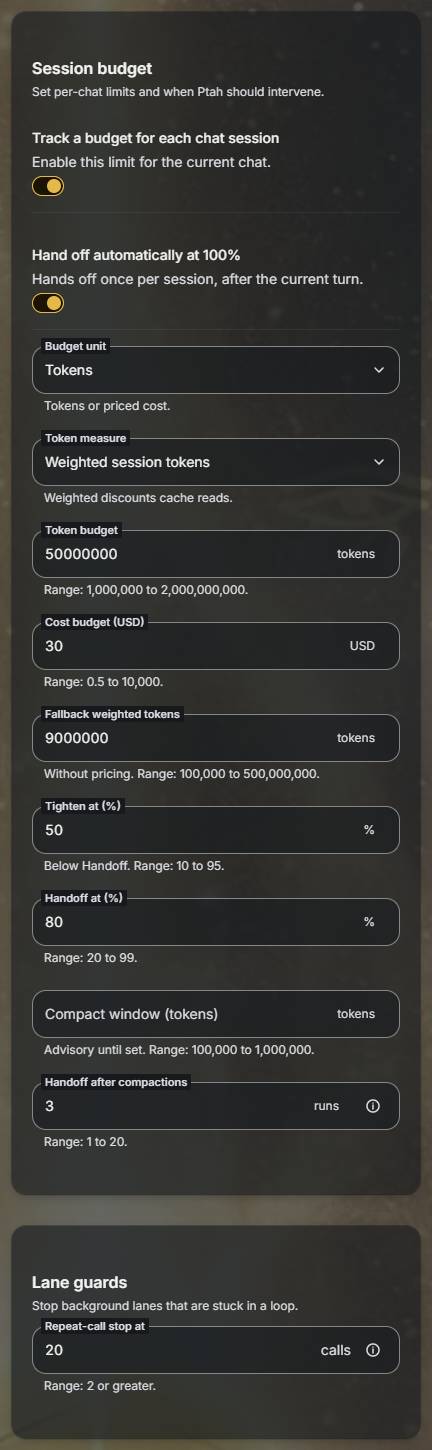 Session budget
Set per-chat limits and when Ptah should intervene.
Track a budget for each chat session
Enable this limit for the current chat.
Hand off automatically at 100%
Hands off once per session, after the current turn.
Budget unit
Tokens
Tokens or priced cost.
Token measure
Weighted session tokens
Weighted discounts cache reads.
Token budget
50000000 tokens
Range: 1,000,000 to 2,000,000,000.
Cost budget (USD)
30 USD
Range: 0.5 to 10,000.
Fallback weighted tokens
9000000 tokens
Without pricing. Range: 100,000 to 500,000,000.
Tighten at (%)
50 %
Below Handoff. Range: 10 to 95.
Handoff at (%)
80 %
Range: 20 to 99.
Compact window (tokens) tokens
Advisory until set. Range: 100,000 to 1,000,000.
Handoff after compactions
3 runs
Range: 1 to 20.
Lane guards
Stop background lanes that are stuck in a loop.
Repeat-call stop at
20 calls
Range: 2 or greater.